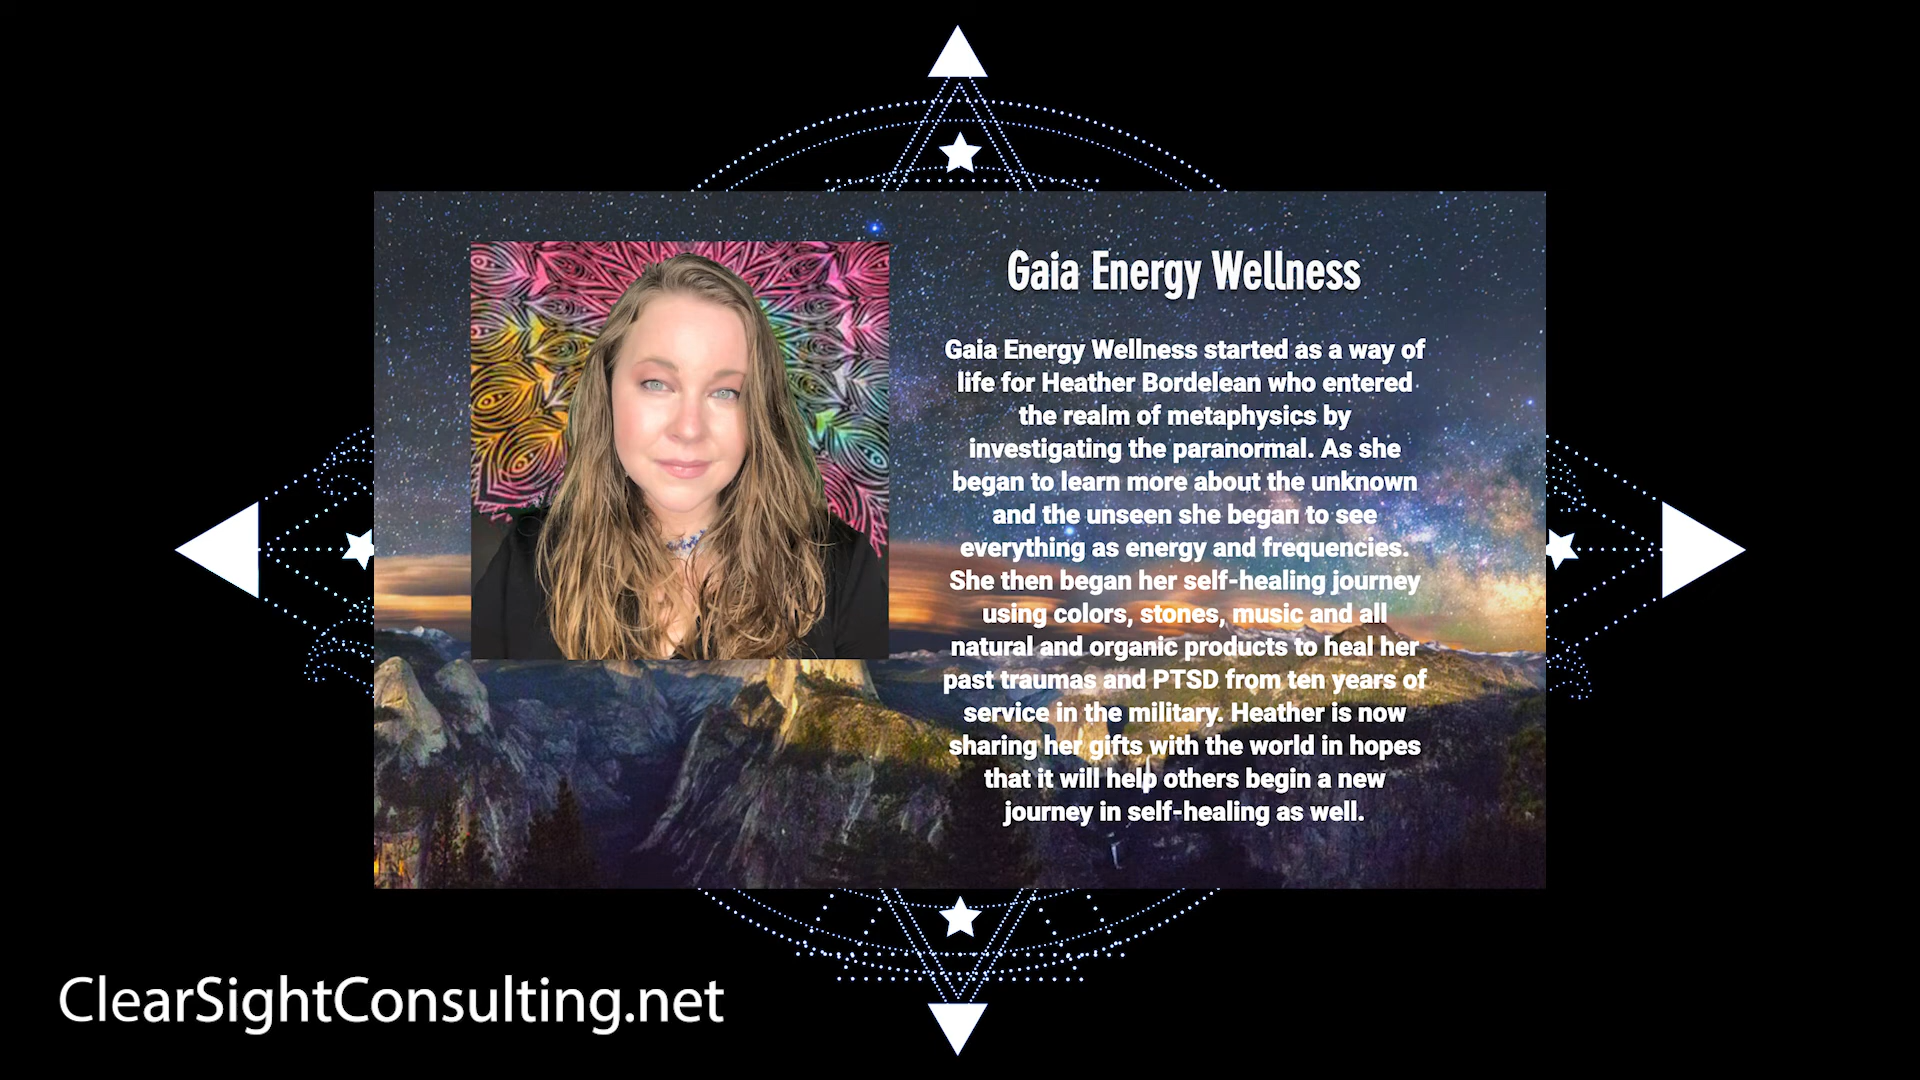 Gaia Energy Wellness
Gaia Energy Wellness started as a way of
life for Heather Bordelean who entered
the realm of metaphysics by
investigating the paranormal. As she
began to learn more about the unknown
and the unseen she began to see
everything as energy and frequencies.
She then began her self-healing journey
using colors, stones, music and all
natural and organic products to heal her
past traumas and PTSD from ten years of
service in the military. Heather is now
sharing her gifts with the world in hopes
that it will help others begin a new
journey in self-healing as well.
ClearSightConsulting.net